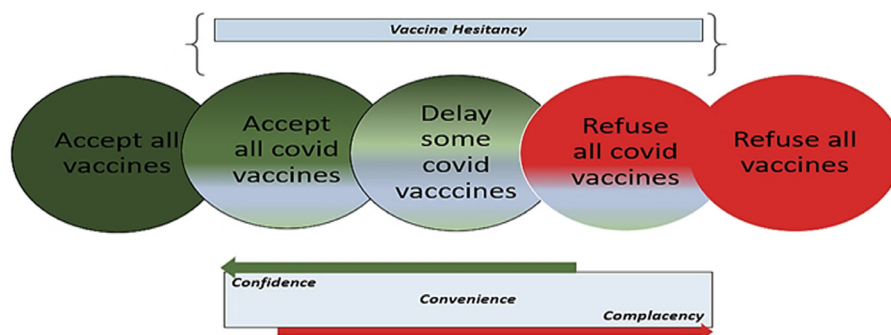 Vaccine Hesitancy
Accept all
vaccines
Accept
all covid
vaccines
Delay
some
covid
vacccines
Refuse
all covid
vaccines
Refuse all
vaccines
Confidence
Convenience
Complacency